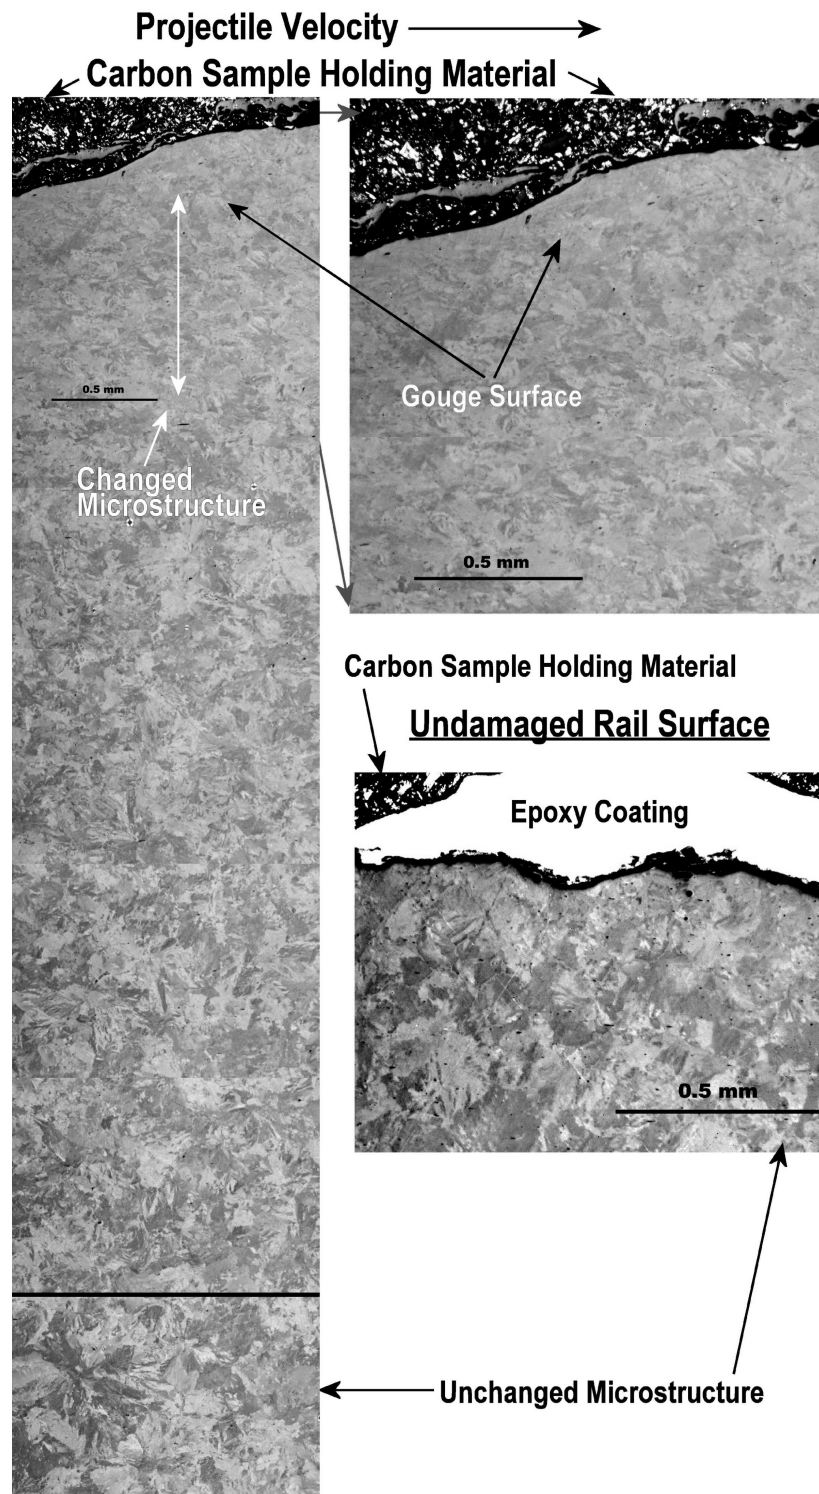 Projectile Velocity
Carbon Sample Holding Material
0.5 mm
Gouge Surface
Changed
Microstructure
0.5 mm
Carbon Sample Holding Material
Undamaged Rail Surface
Epoxy Coating
0.5 mm
Unchanged Microstructure